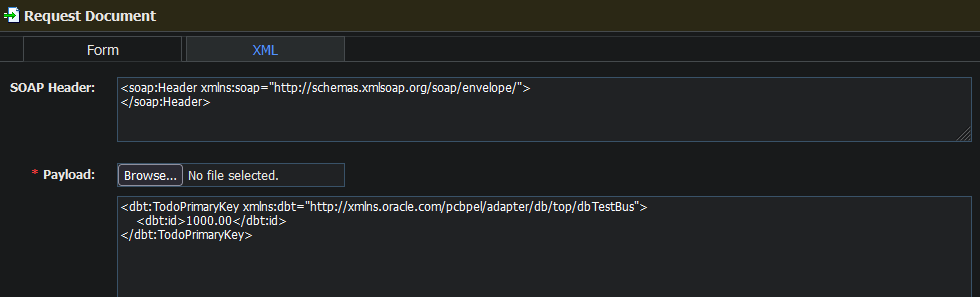 Request Document
Form
XML
SOAP Header:
<soap:Header xmlns:soap="http://schemas.xmlsoap.org/soap/envelope/">
</soap:Header>
* Payload:
Browse... No file selected.
<dbt:TodoPrimaryKey xmlns:dbt="http://xmlns.oracle.com/pcbpel/adapter/db/top/dbTestBus">
    <dbt:id>1000.00</dbt:id>
</dbt:TodoPrimaryKey>